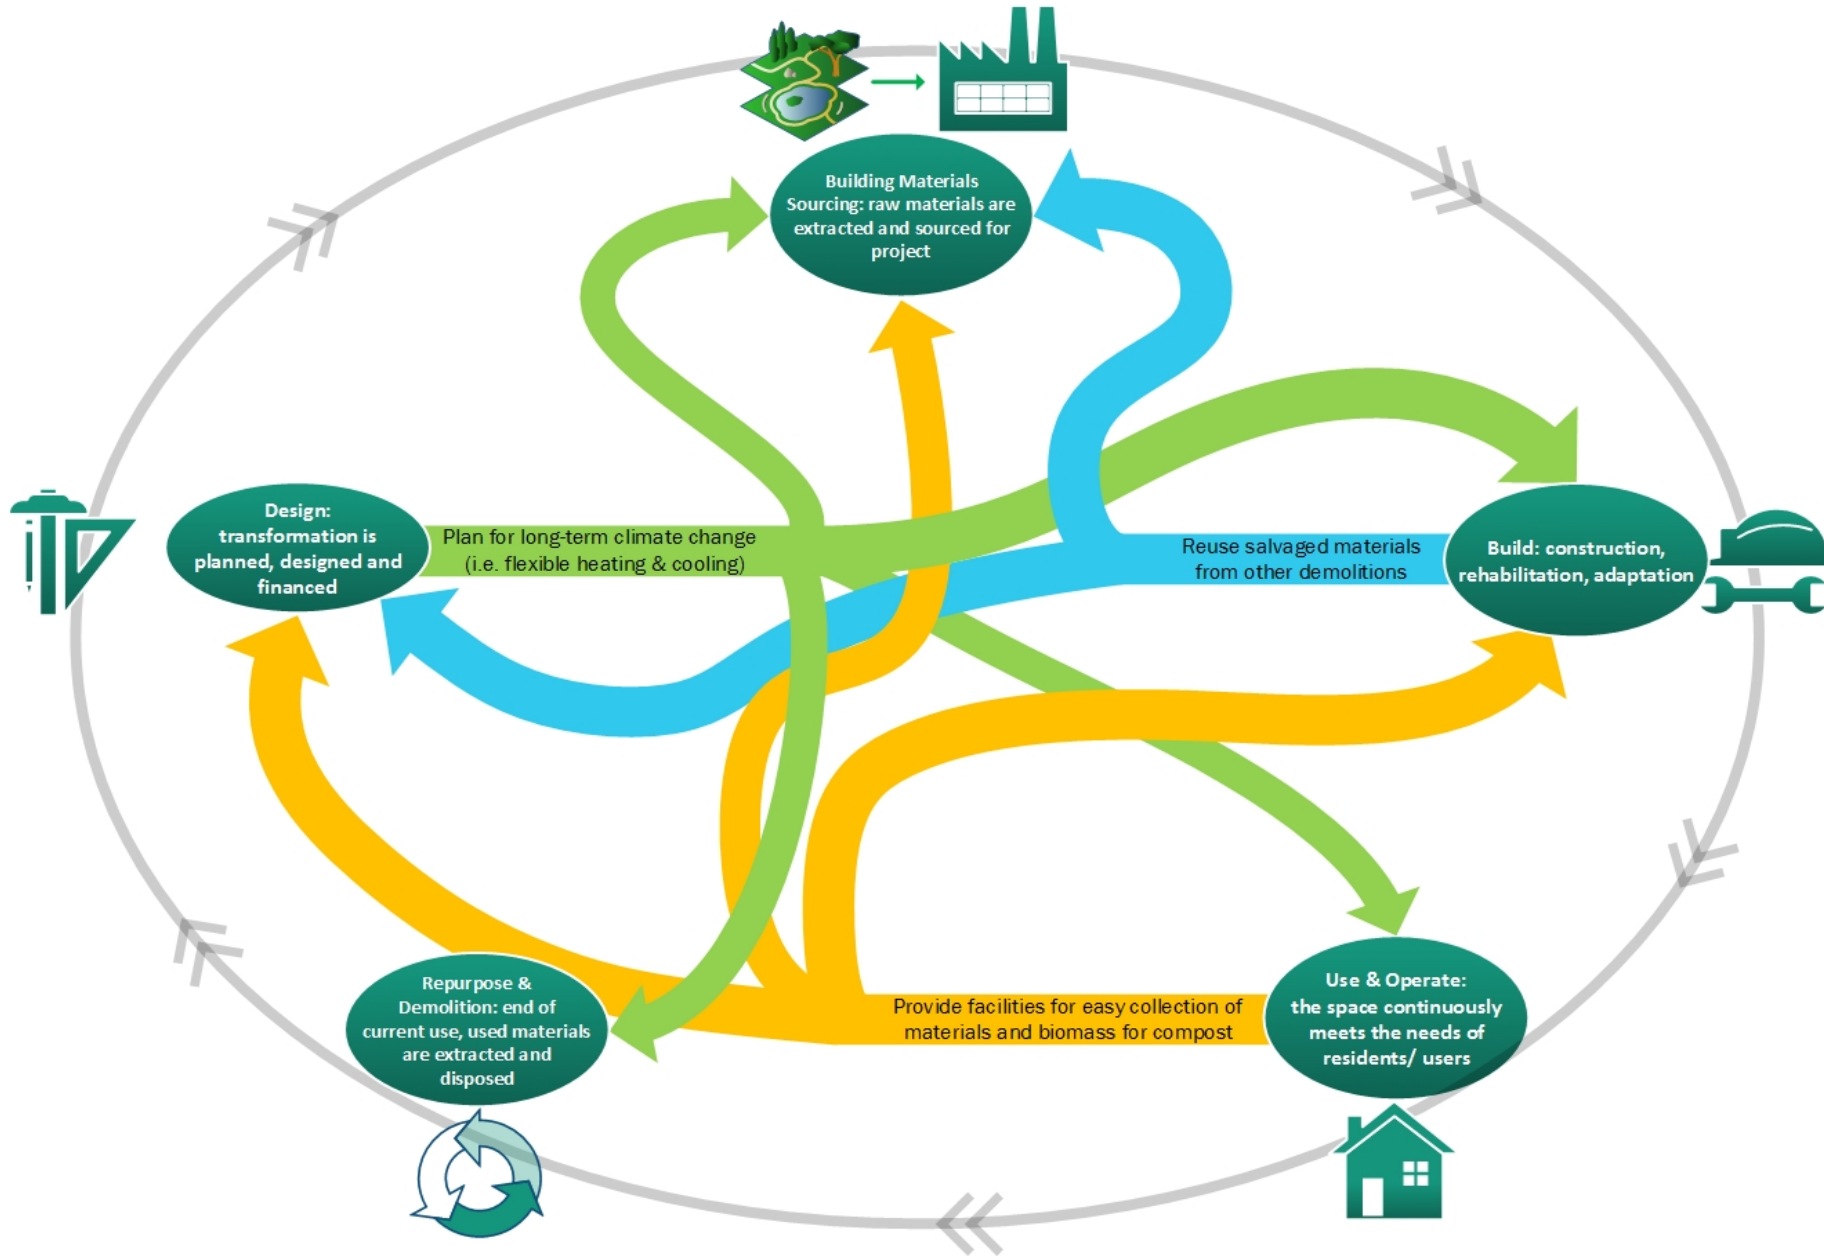 Building Materials
Sourcing: raw materials are
extracted and sourced for
project
Design:
transformation is
planned, designed and
financed
Plan for long-term climate change
(i.e. flexible heating & cooling)
Reuse salvaged materials
from other demolitions
Build: construction,
rehabilitation, adaptation
Repurpose &
Demolition: end of
current use, used materials
are extracted and
disposed
Provide facilities for easy collection of
materials and biomass for compost
Use & Operate:
the space continuously
meets the needs of
residents/ users